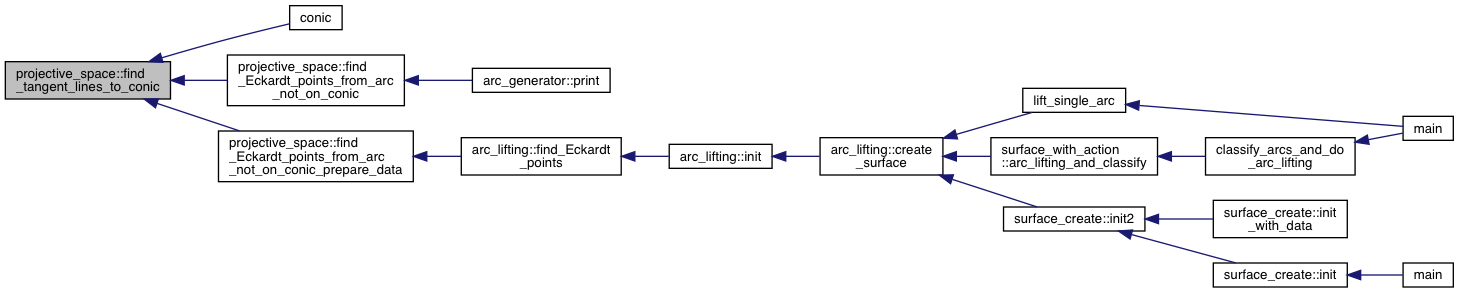 conic
projective_space::find
_tangent_lines_to_conic
projective_space::find
_Eckardt_points_from_arc
_not_on_conic
arc_generator::print
projective_space::find
_Eckardt_points_from_arc
_not_on_conic_prepare_data
arc_lifting::find_Eckardt
_points
arc_lifting::init
arc_lifting::create
_surface
lift_single_arc
main
surface_with_action
::arc_lifting_and_classify
classify_arcs_and_do
_arc_lifting
surface_create::init2
surface_create::init
_with_data
surface_create::init
main